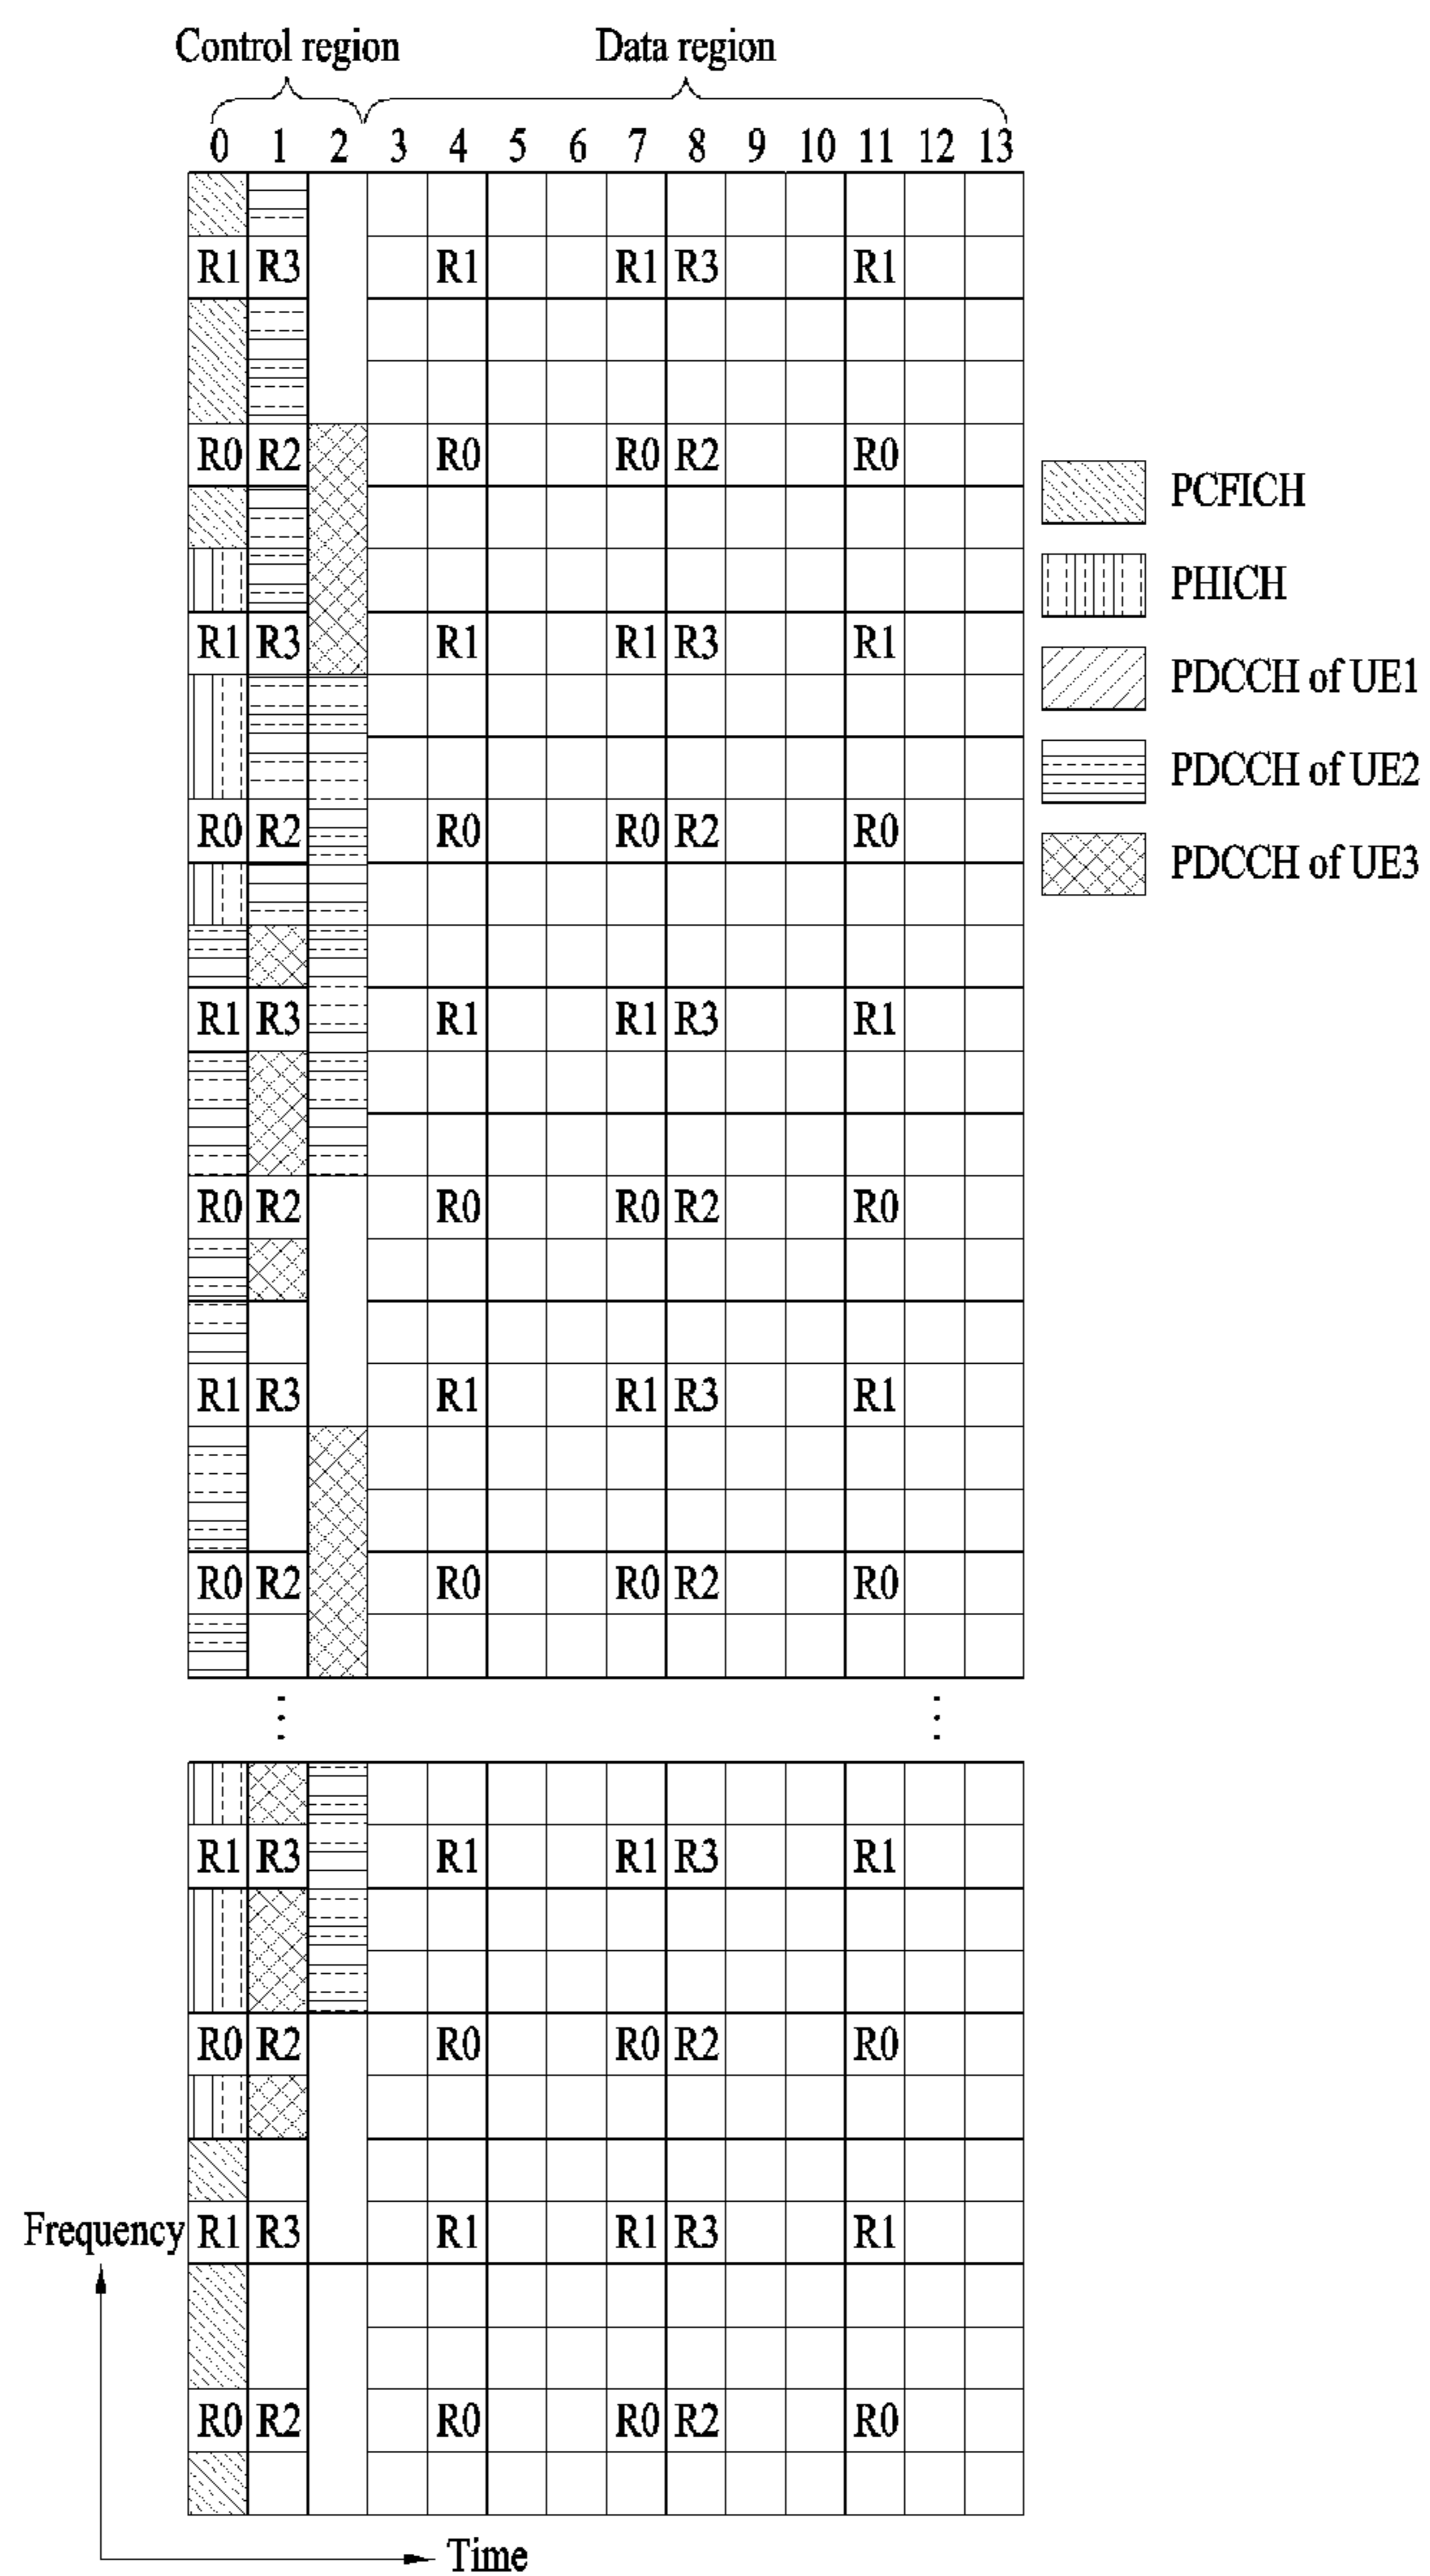 Control region Data region
0 1 2 3 4 5 6 7 8 9 10 11 12 13
R1 R3 R1 R1 R3 R1
R0 R2 R0 R0 R2 R0
R1 R3 R1 R1 R3 R1
R0 R2 R0 R0 R2 R0
R1 R3 R1 R1 R3 R1
R0 R2 R0 R0 R2 R0
R1 R3 R1 R1 R3 R1
R0 R2 R0 R0 R2 R0
PCFICH
PHICH
PDCCH of UE1
PDCCH of UE2
PDCCH of UE3
R1 R3 R1 R1 R3 R1
R0 R2 R0 R0 R2 R0
Frequency R1 R3 R1 R1 R3 R1
R0 R2 R0 R0 R2 R0
Time